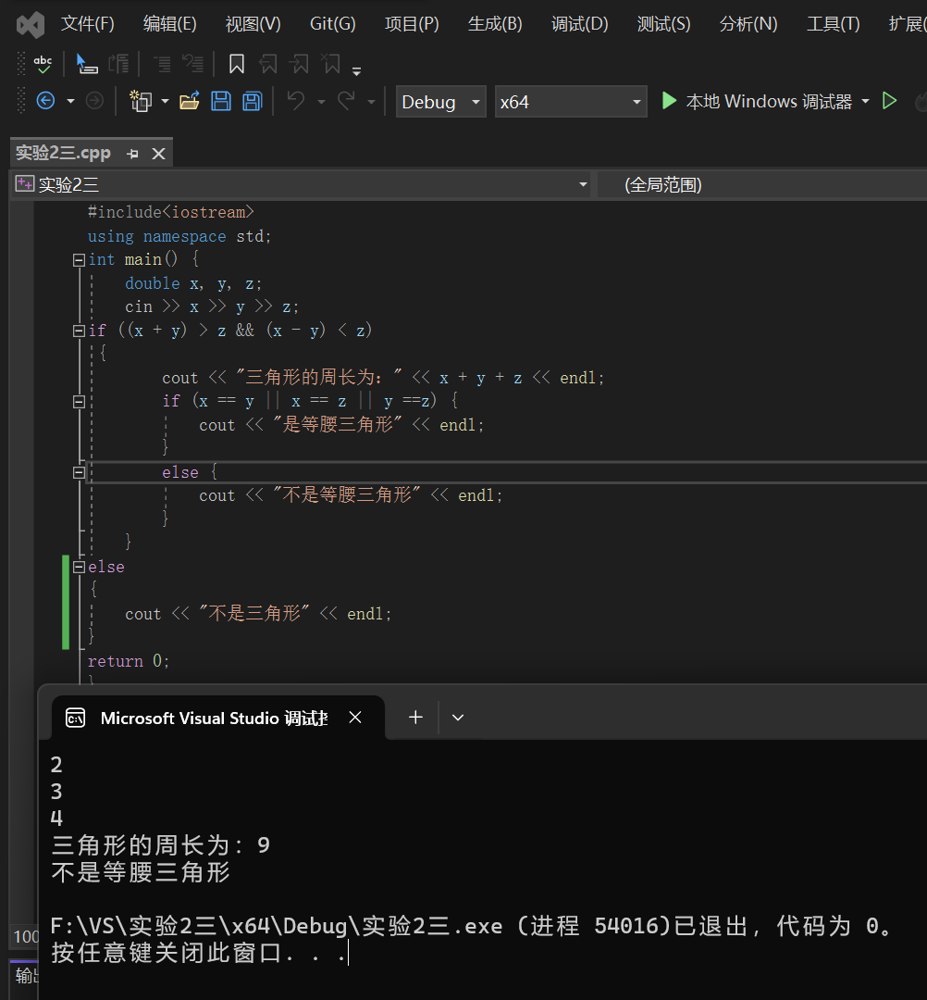 文件(F) 编辑(E) 视图(V) Git(G) 项目(P) 生成(B) 调试(D) 测试(S) 分析(N) 工具(T) 扩展(
abc
Debug x64 本地 Windows 调试器
实验2三.cpp
实验2三 (全局范围)
#include<iostream>
using namespace std;
int main() {
double x, y, z;
cin >> x >> y >> z;
if ((x + y) > z && (x - y) < z)
{
cout << "三角形的周长为：" << x + y + z << endl;
if (x == y || x == z || y ==z) {
cout << "是等腰三角形" << endl;
}
else {
cout << "不是等腰三角形" << endl;
}
}
else
{
cout << "不是三角形" << endl;
}
return 0;
}
Microsoft Visual Studio 调试
2
3
4
三角形的周长为：9
不是等腰三角形
F:\VS\实验2三\x64\Debug\实验2三.exe (进程 54016)已退出，代码为 0。
按任意键关闭此窗口. . .
100
输出